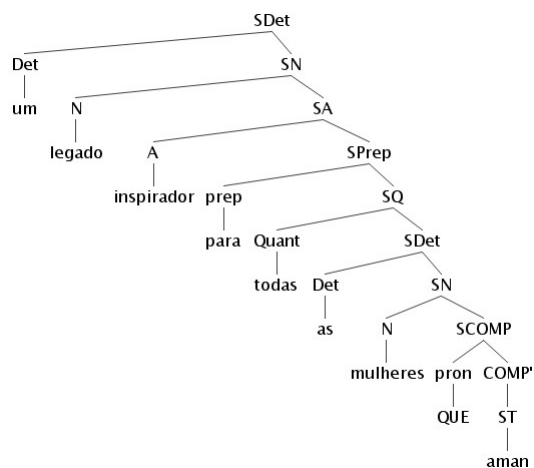 SDet
Det SN
um N SA
legado A SPrep
inspirador prep SQ
para Quant SDet
todas Det SN
as N SCOMP
mulheres pron COMP'
QUE ST
aman